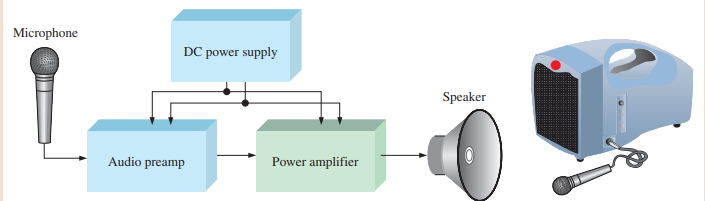 Microphone
DC power supply
Speaker
Audio preamp
Power amplifier